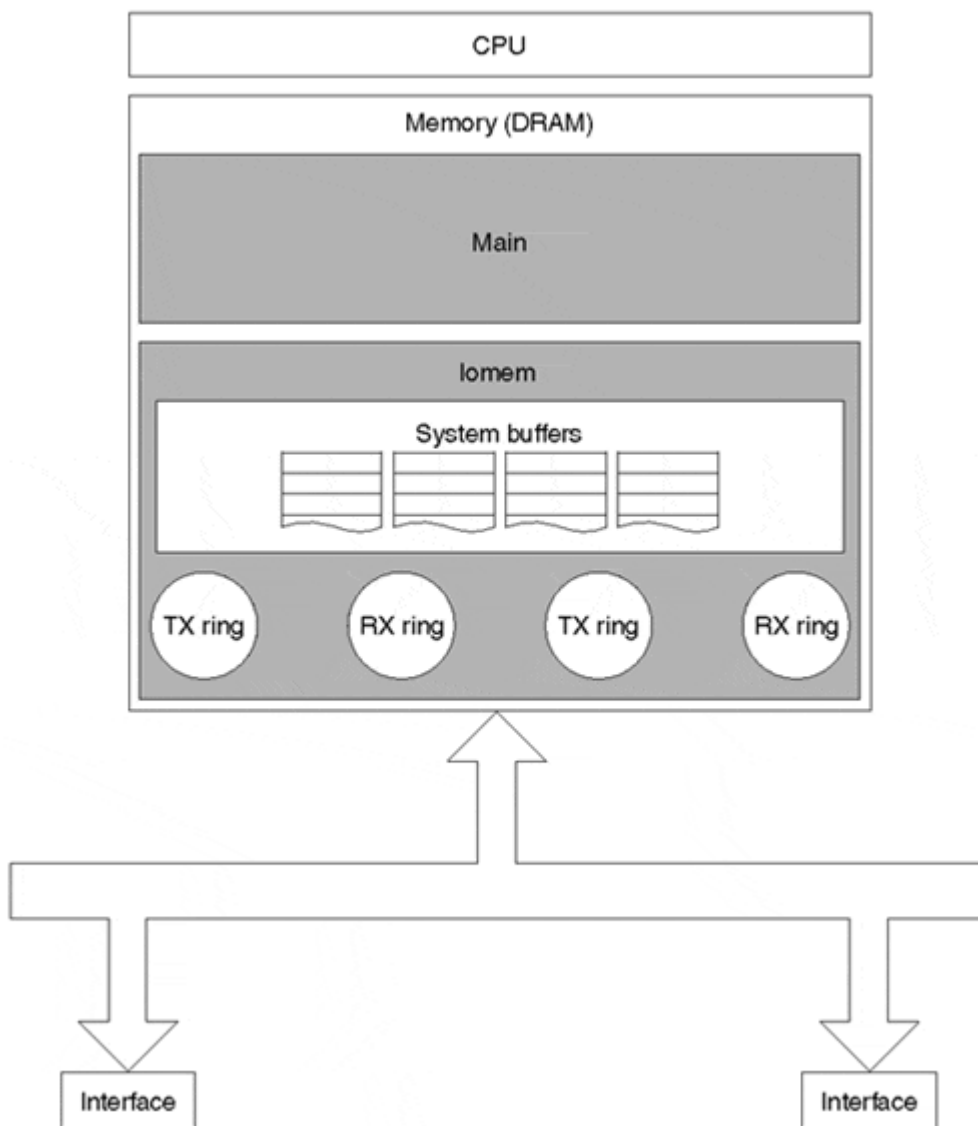 CPU
Memory (DRAM)
Main
Iomem
System buffers
TX ring
RX ring
TX ring
RX ring
Interface
Interface